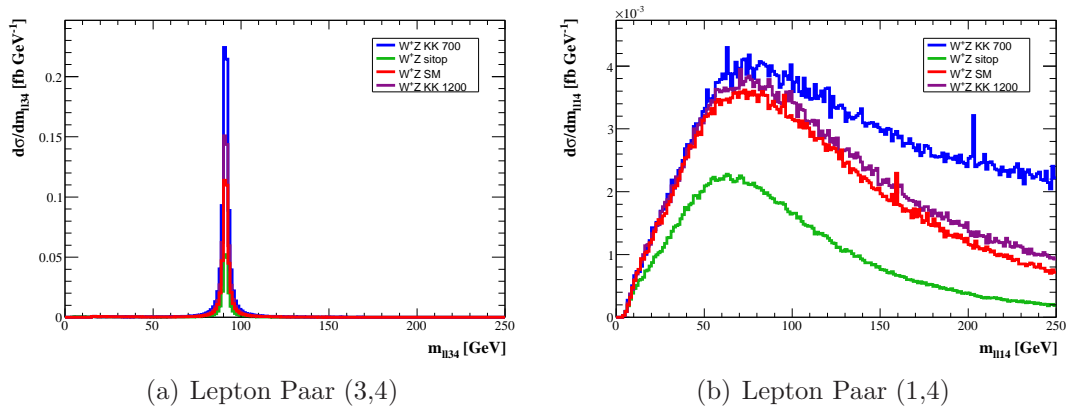 dσ/dm_ll34 [fb GeV⁻¹]
0.2
0.15
0.1
0.05
0
W⁺Z KK 700
W⁺Z sitop
W⁺Z SM
W⁺Z KK 1200
0 50 100 150 200 250
m_ll34 [GeV]
(a) Lepton Paar (3,4)
×10⁻³
dσ/dm_ll14 [fb GeV⁻¹]
4
3
2
1
0
W⁺Z KK 700
W⁺Z sitop
W⁺Z SM
W⁺Z KK 1200
0 50 100 150 200 250
m_ll14 [GeV]
(b) Lepton Paar (1,4)